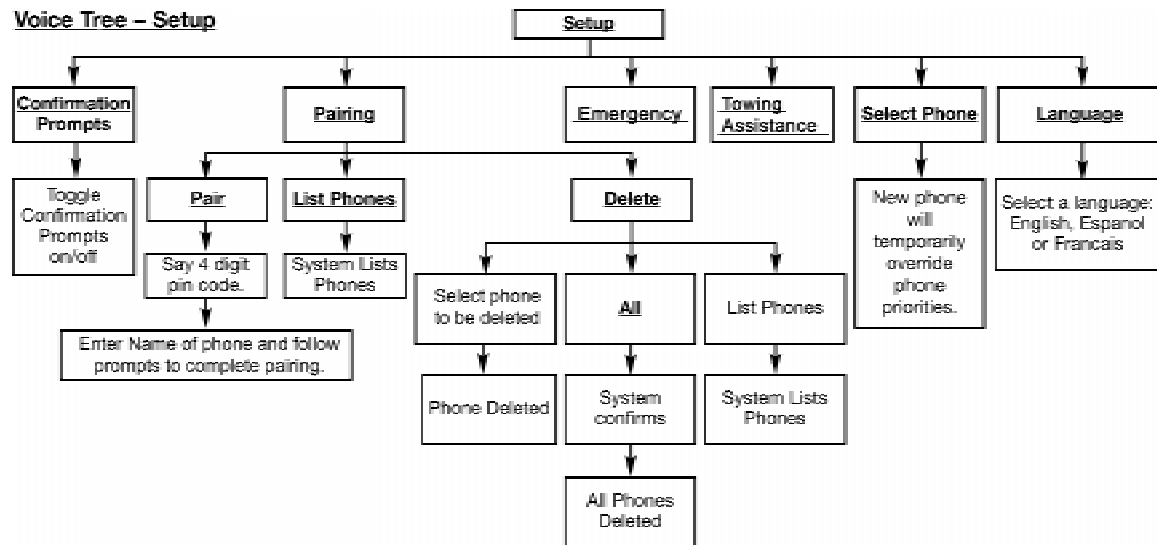 Voice Tree – Setup
Setup
Confirmation
Prompts
Pairing
Emergency
Towing
Assistance
Select Phone
Language
Toggle
Confirmation
Prompts
on/off
Pair
List Phones
Delete
New phone
will
temporarily
override
phone
priorities.
Select a language:
English, Espanol
or Francais
Say 4 digit
pin code.
System Lists
Phones
Select phone
to be deleted
All
List Phones
Enter Name of phone and follow
prompts to complete pairing.
Phone Deleted
System
confirms
System Lists
Phones
All Phones
Deleted